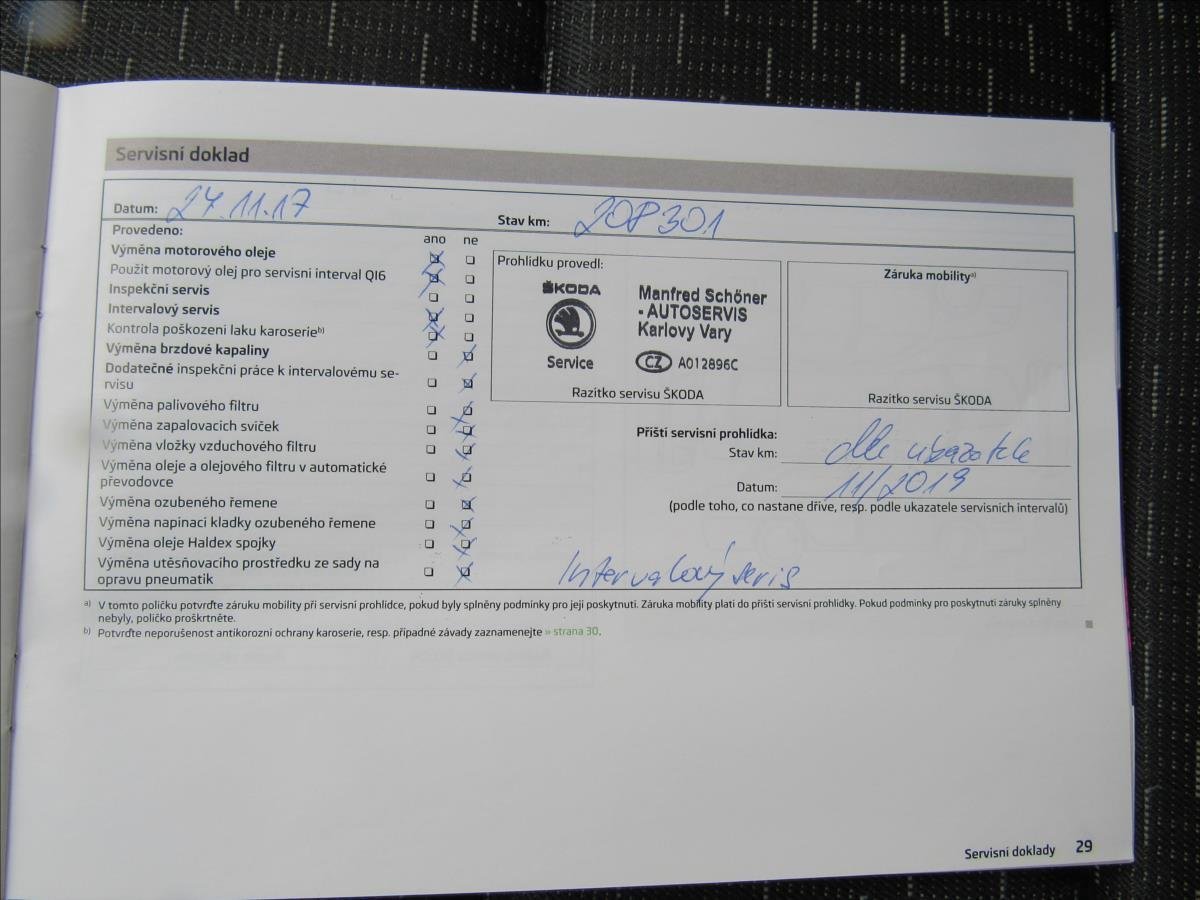 Servisní doklad
Datum: 27.11.17
Stav km: 208301
Provedeno:
ano ne
Výměna motorového oleje
Použit motorový olej pro servisní interval QI6
Inspekční servis
Intervalový servis
Kontrola poškození laku karoserieb)
Výměna brzdové kapaliny
Dodatečné inspekční práce k intervalovému se-
rvisu
Výměna palivového filtru
Výměna zapalovacích svíček
Výměna vložky vzduchového filtru
Výměna oleje a olejového filtru v automatické
převodovce
Výměna ozubeného řemene
Výměna napínací kladky ozubeného řemene
Výměna oleje Haldex spojky
Výměna utěsňovacího prostředku ze sady na
opravu pneumatik
Prohlídku provedl:
ŠKODA
Service
Manfred Schöner
- AUTOSERVIS
Karlovy Vary
CZ A012896C
Razítko servisu ŠKODA
Záruka mobilitya)
Razítko servisu ŠKODA
Příští servisní prohlídka:
Stav km: dle ukazatele
Datum: 11/2019
(podle toho, co nastane dříve, resp. podle ukazatele servisních intervalů)
Intervalový servis
a) V tomto políčku potvrďte záruku mobility při servisní prohlídce, pokud byly splněny podmínky pro její poskytnutí. Záruka mobility platí do příští servisní prohlídky. Pokud podmínky pro poskytnutí záruky splněny
nebyly, políčko proškrtněte.
b) Potvrďte neporušenost antikorozní ochrany karoserie, resp. případné závady zaznamenejte » strana 30.
Servisní doklady 29